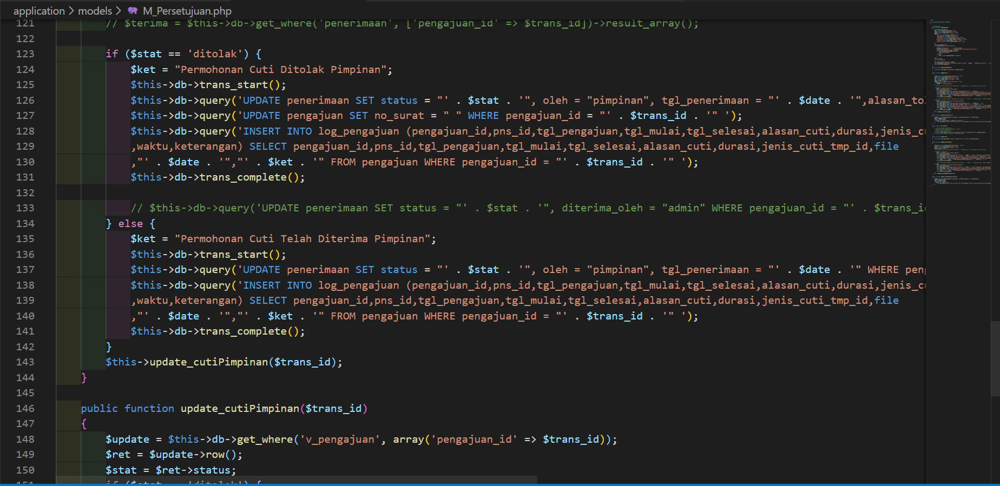 application > models > M_Persetujuan.php
121 // $terima = $this->db->get_where('penerimaan', ['pengajuan_id' => $trans_id])->result_array();
122
123 if ($stat == 'ditolak') {
124 $ket = "Permohonan Cuti Ditolak Pimpinan";
125 $this->db->trans_start();
126 $this->db->query('UPDATE penerimaan SET status = "' . $stat . '", oleh = "pimpinan", tgl_penerimaan = "' . $date . '",alasan_to
127 $this->db->query('UPDATE pengajuan SET no_surat = " " WHERE pengajuan_id = "' . $trans_id . '" ');
128 $this->db->query('INSERT INTO log_pengajuan (pengajuan_id,pns_id,tgl_pengajuan,tgl_mulai,tgl_selesai,alasan_cuti,durasi,jenis_c
129 ,waktu,keterangan) SELECT pengajuan_id,pns_id,tgl_pengajuan,tgl_mulai,tgl_selesai,alasan_cuti,durasi,jenis_cuti_tmp_id,file
130 ,"' . $date . '","' . $ket . '" FROM pengajuan WHERE pengajuan_id = "' . $trans_id . '" ');
131 $this->db->trans_complete();
132
133 // $this->db->query('UPDATE penerimaan SET status = "' . $stat . '", diterima_oleh = "admin" WHERE pengajuan_id = "' . $trans_i
134 } else {
135 $ket = "Permohonan Cuti Telah Diterima Pimpinan";
136 $this->db->trans_start();
137 $this->db->query('UPDATE penerimaan SET status = "' . $stat . '", oleh = "pimpinan", tgl_penerimaan = "' . $date . '" WHERE pen
138 $this->db->query('INSERT INTO log_pengajuan (pengajuan_id,pns_id,tgl_pengajuan,tgl_mulai,tgl_selesai,alasan_cuti,durasi,jenis_c
139 ,waktu,keterangan) SELECT pengajuan_id,pns_id,tgl_pengajuan,tgl_mulai,tgl_selesai,alasan_cuti,durasi,jenis_cuti_tmp_id,file
140 ,"' . $date . '","' . $ket . '" FROM pengajuan WHERE pengajuan_id = "' . $trans_id . '" ');
141 $this->db->trans_complete();
142 }
143 $this->update_cutiPimpinan($trans_id);
144 }
145
146 public function update_cutiPimpinan($trans_id)
147 {
148 $update = $this->db->get_where('v_pengajuan', array('pengajuan_id' => $trans_id));
149 $ret = $update->row();
150 $stat = $ret->status;
151 if ($stat == 'ditolak') {